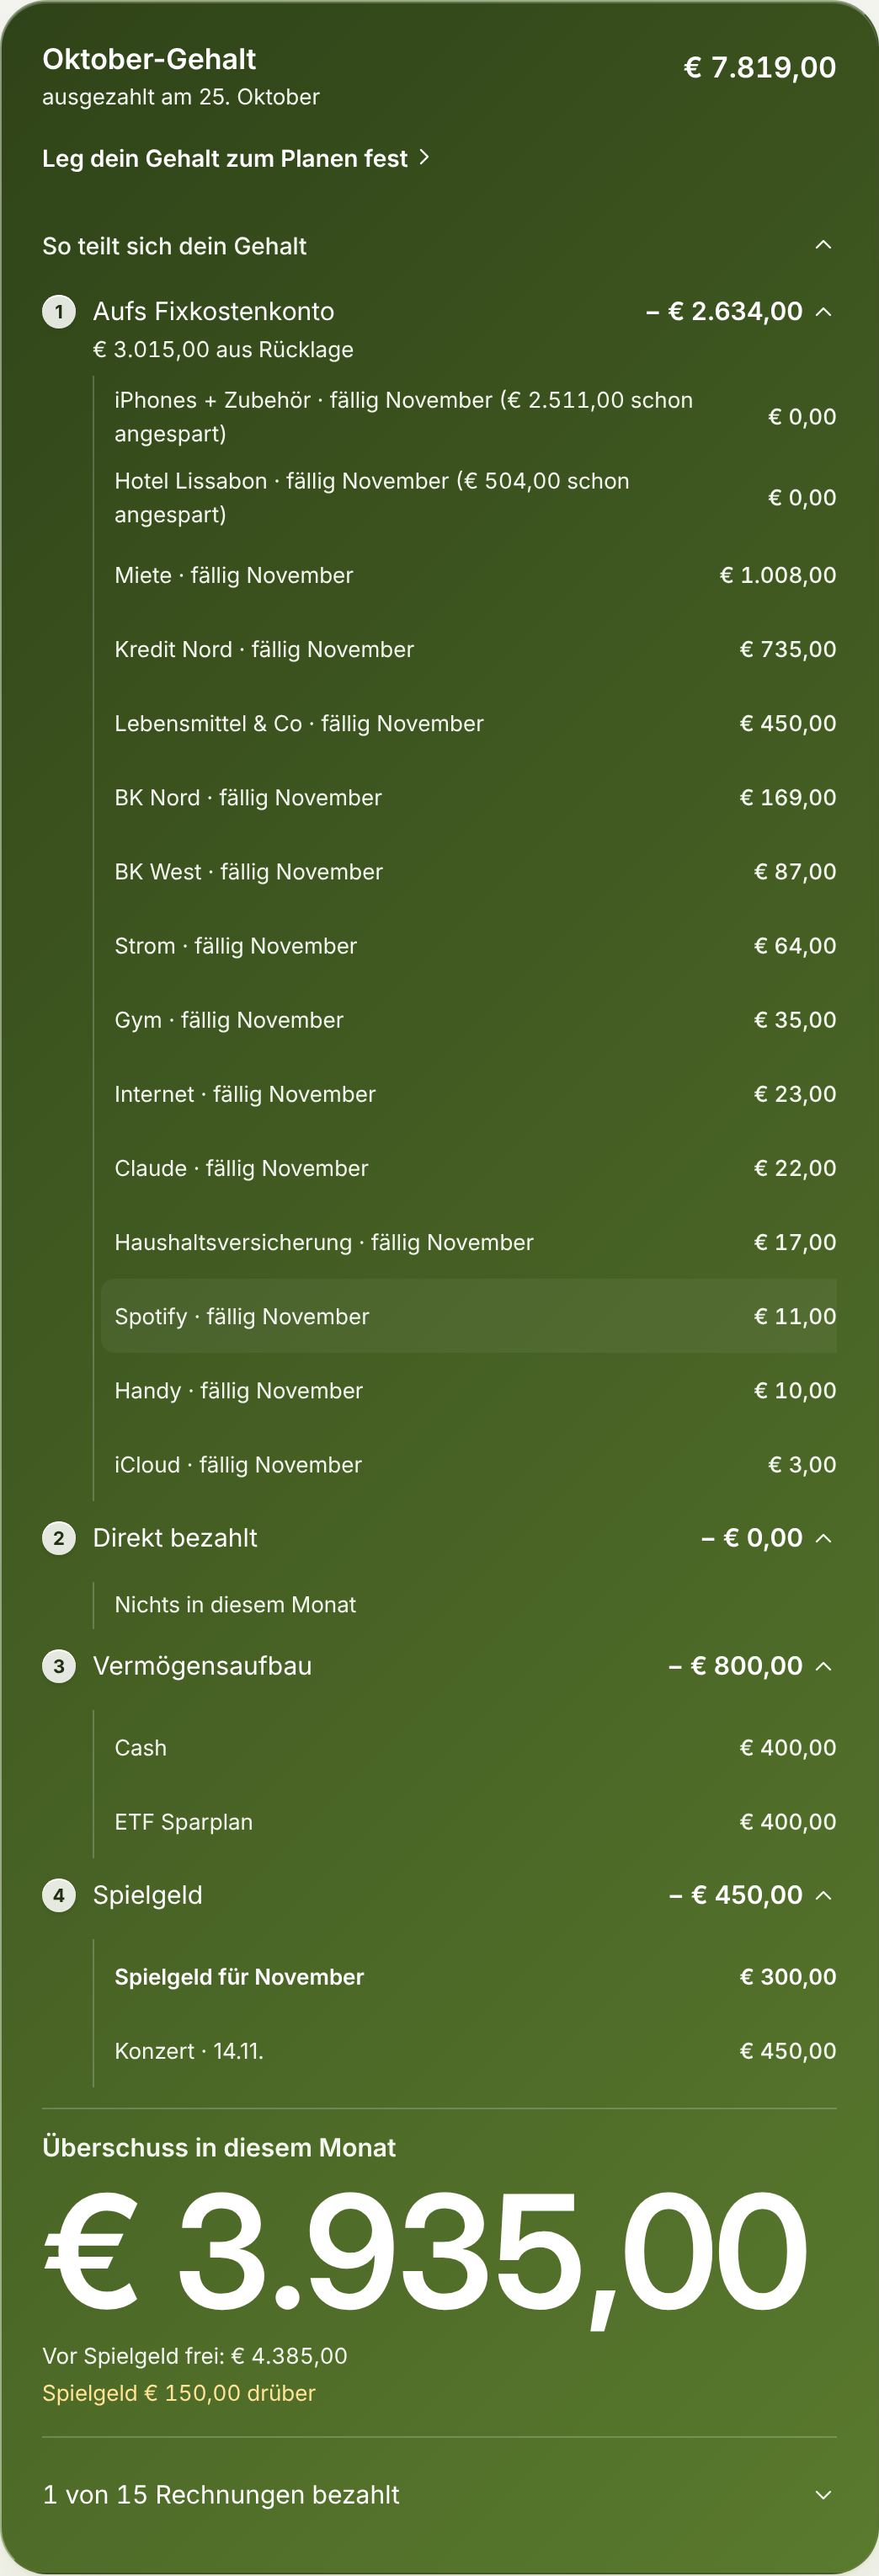 Oktober-Gehalt
€ 7.819,00
ausgezahlt am 25. Oktober
Leg dein Gehalt zum Planen fest
So teilt sich dein Gehalt
1 Aufs Fixkostenkonto – € 2.634,00
€ 3.015,00 aus Rücklage
iPhones + Zubehör · fällig November (€ 2.511,00 schon
angespart)
€ 0,00
Hotel Lissabon · fällig November (€ 504,00 schon
angespart)
€ 0,00
Miete · fällig November € 1.008,00
Kredit Nord · fällig November € 735,00
Lebensmittel & Co · fällig November € 450,00
BK Nord · fällig November € 169,00
BK West · fällig November € 87,00
Strom · fällig November € 64,00
Gym · fällig November € 35,00
Internet · fällig November € 23,00
Claude · fällig November € 22,00
Haushaltsversicherung · fällig November € 17,00
Spotify · fällig November € 11,00
Handy · fällig November € 10,00
iCloud · fällig November € 3,00
2 Direkt bezahlt – € 0,00
Nichts in diesem Monat
3 Vermögensaufbau – € 800,00
Cash € 400,00
ETF Sparplan € 400,00
4 Spielgeld – € 450,00
Spielgeld für November € 300,00
Konzert · 14.11. € 450,00
Überschuss in diesem Monat
€ 3.935,00
Vor Spielgeld frei: € 4.385,00
Spielgeld € 150,00 drüber
1 von 15 Rechnungen bezahlt